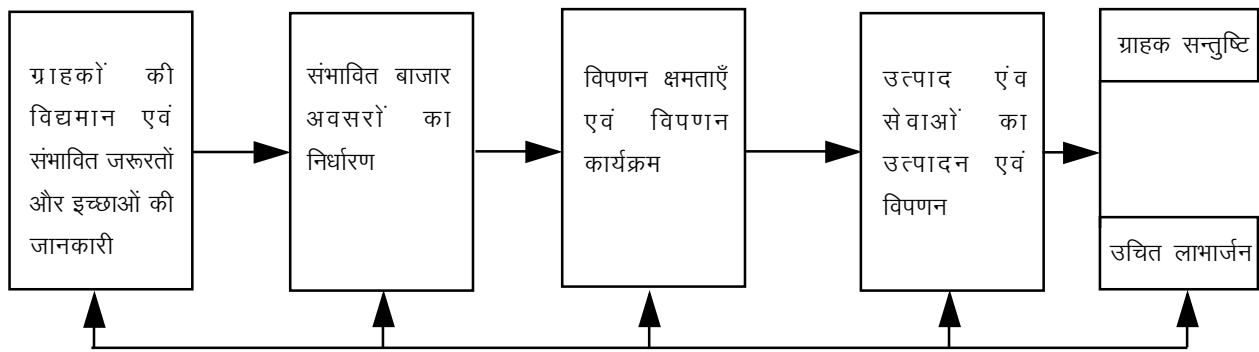 ग्राहकों की
विद्यमान एवं
संभावित जरूरतों
और इच्छाओं की
जानकारी
संभावित बाजार
अवसरों का
निर्धारण
विपणन क्षमताएँ
एवं विपणन
कार्यक्रम
उत्पाद एंव
सेवाओं का
उत्पादन एवं
विपणन
ग्राहक सन्तुष्टि
उचित लाभार्जन